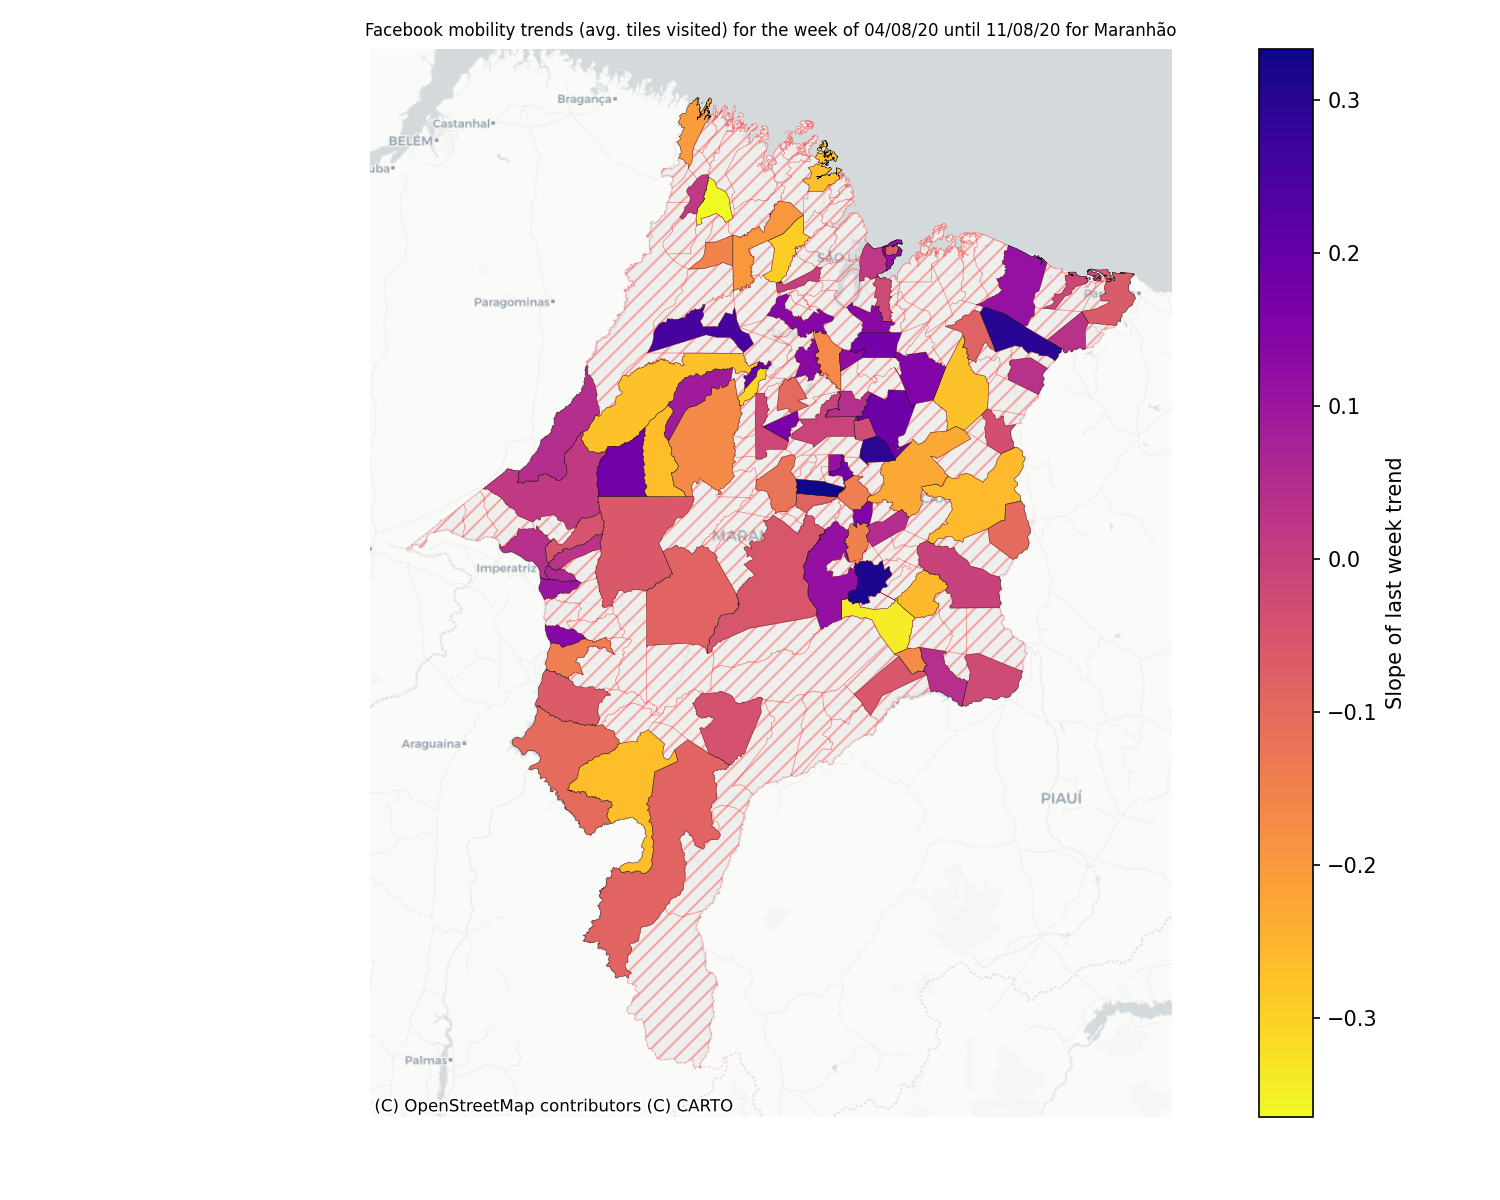 Facebook mobility trends (avg. tiles visited) for the week of 04/08/20 until 11/08/20 for Maranhão
Bragança
Castanhal
BELÉM
uba
SÃO L
Paragominas
MARAN
Imperatriz
Araguaína
PIAUÍ
Palmas
(C) OpenStreetMap contributors (C) CARTO
0.3
0.2
0.1
0.0
−0.1
−0.2
−0.3
Slope of last week trend